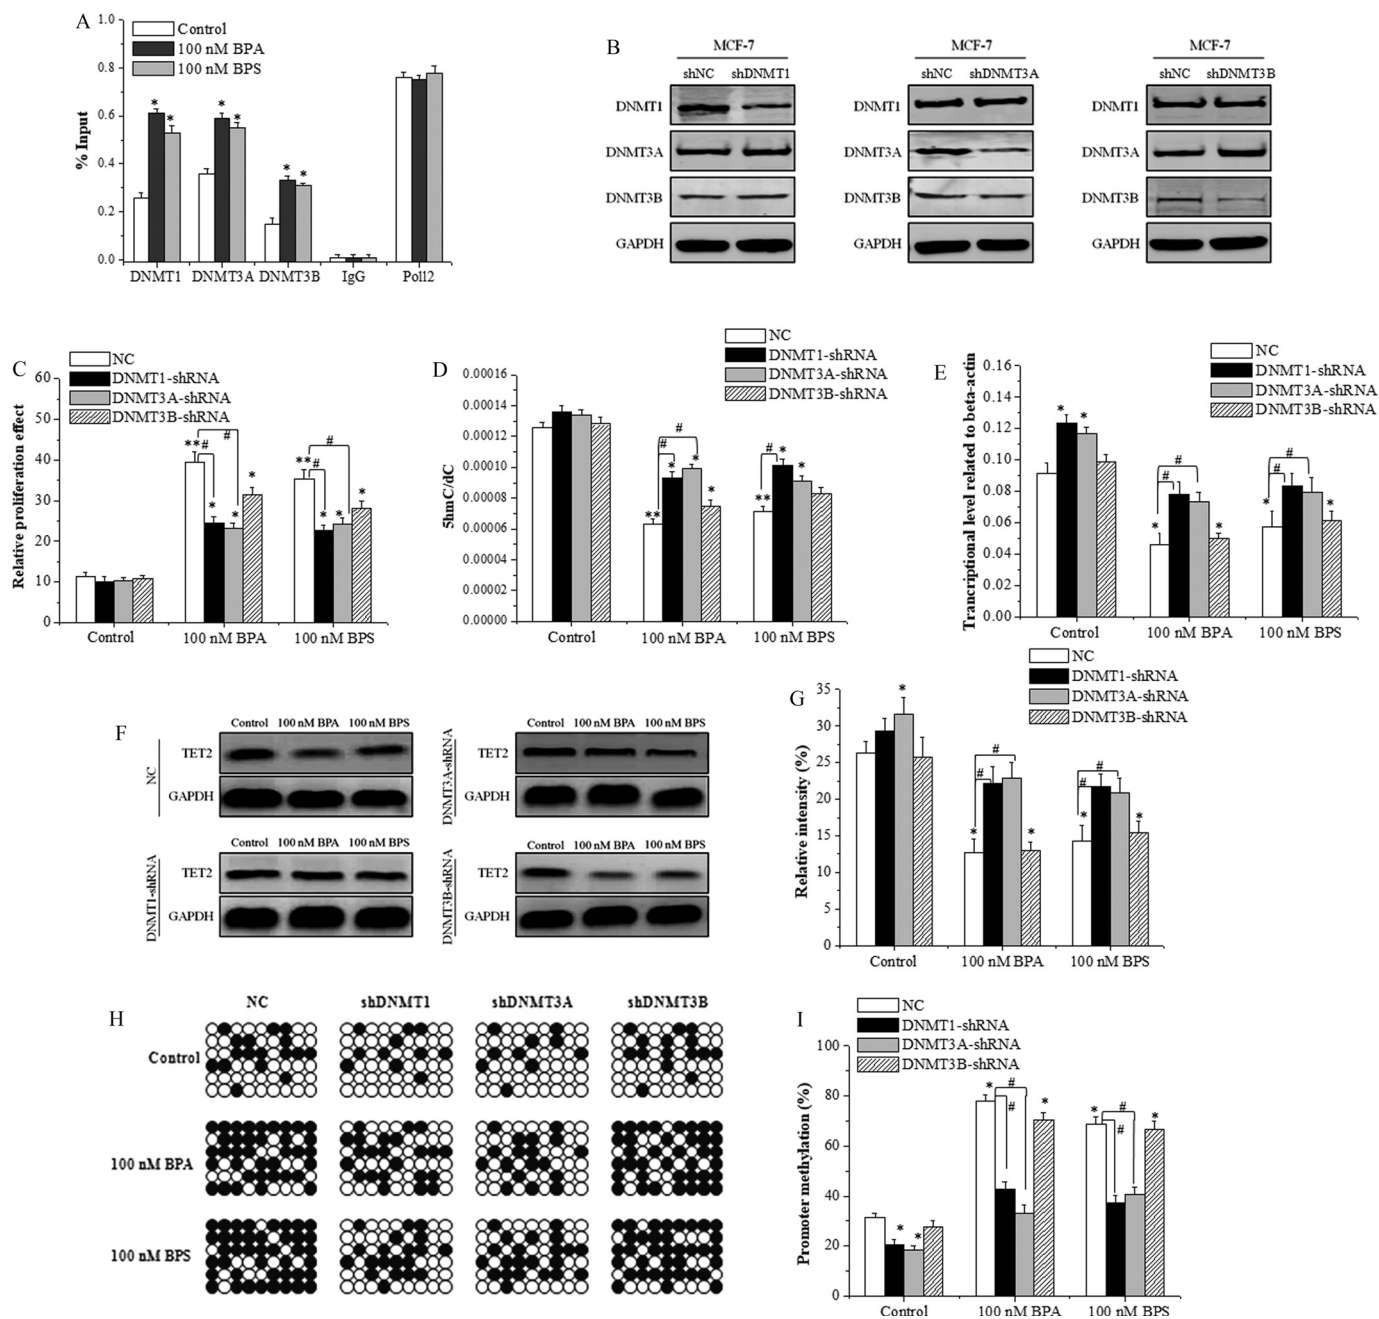 A
Control
100 nM BPA
100 nM BPS
% Input
1.0
0.8
0.6
0.4
0.2
0.0
* * * * * *
DNMT1 DNMT3A DNMT3B IgG Poll2
B
MCF-7
shNC shDNMT1
DNMT1
DNMT3A
DNMT3B
GAPDH
MCF-7
shNC shDNMT3A
DNMT1
DNMT3A
DNMT3B
GAPDH
MCF-7
shNC shDNMT3B
DNMT1
DNMT3A
DNMT3B
GAPDH
C
NC
DNMT1-shRNA
DNMT3A-shRNA
DNMT3B-shRNA
Relative proliferation effect
60
50
40
30
20
10
0
** # # * * *
** # # * * *
Control 100 nM BPA 100 nM BPS
D
NC
DNMT1-shRNA
DNMT3A-shRNA
DNMT3B-shRNA
5hmC/dC
0.00016
0.00014
0.00012
0.00010
0.00008
0.00006
0.00004
0.00002
0.00000
** # # * * *
** # * *
Control 100 nM BPA 100 nM BPS
E
NC
DNMT1-shRNA
DNMT3A-shRNA
DNMT3B-shRNA
Trancriptional level related to beta-actin
0.16
0.14
0.12
0.10
0.08
0.06
0.04
0.02
0.00
* *
* # # *
* # # *
Control 100 nM BPA 100 nM BPS
F
NC
Control 100 nM BPA 100 nM BPS
TET2
GAPDH
DNMT3A-shRNA
Control 100 nM BPA 100 nM BPS
TET2
GAPDH
DNMT1-shRNA
Control 100 nM BPA 100 nM BPS
TET2
GAPDH
DNMT3B-shRNA
Control 100 nM BPA 100 nM BPS
TET2
GAPDH
G
NC
DNMT1-shRNA
DNMT3A-shRNA
DNMT3B-shRNA
Relative intensity (%)
35
30
25
20
15
10
5
0
*
* # # *
* # # *
Control 100 nM BPA 100 nM BPS
H
NC shDNMT1 shDNMT3A shDNMT3B
Control
100 nM BPA
100 nM BPS
I
NC
DNMT1-shRNA
DNMT3A-shRNA
DNMT3B-shRNA
Promoter methylation (%)
100
80
60
40
20
0
* *
* # # *
* # # *
Control 100 nM BPA 100 nM BPS